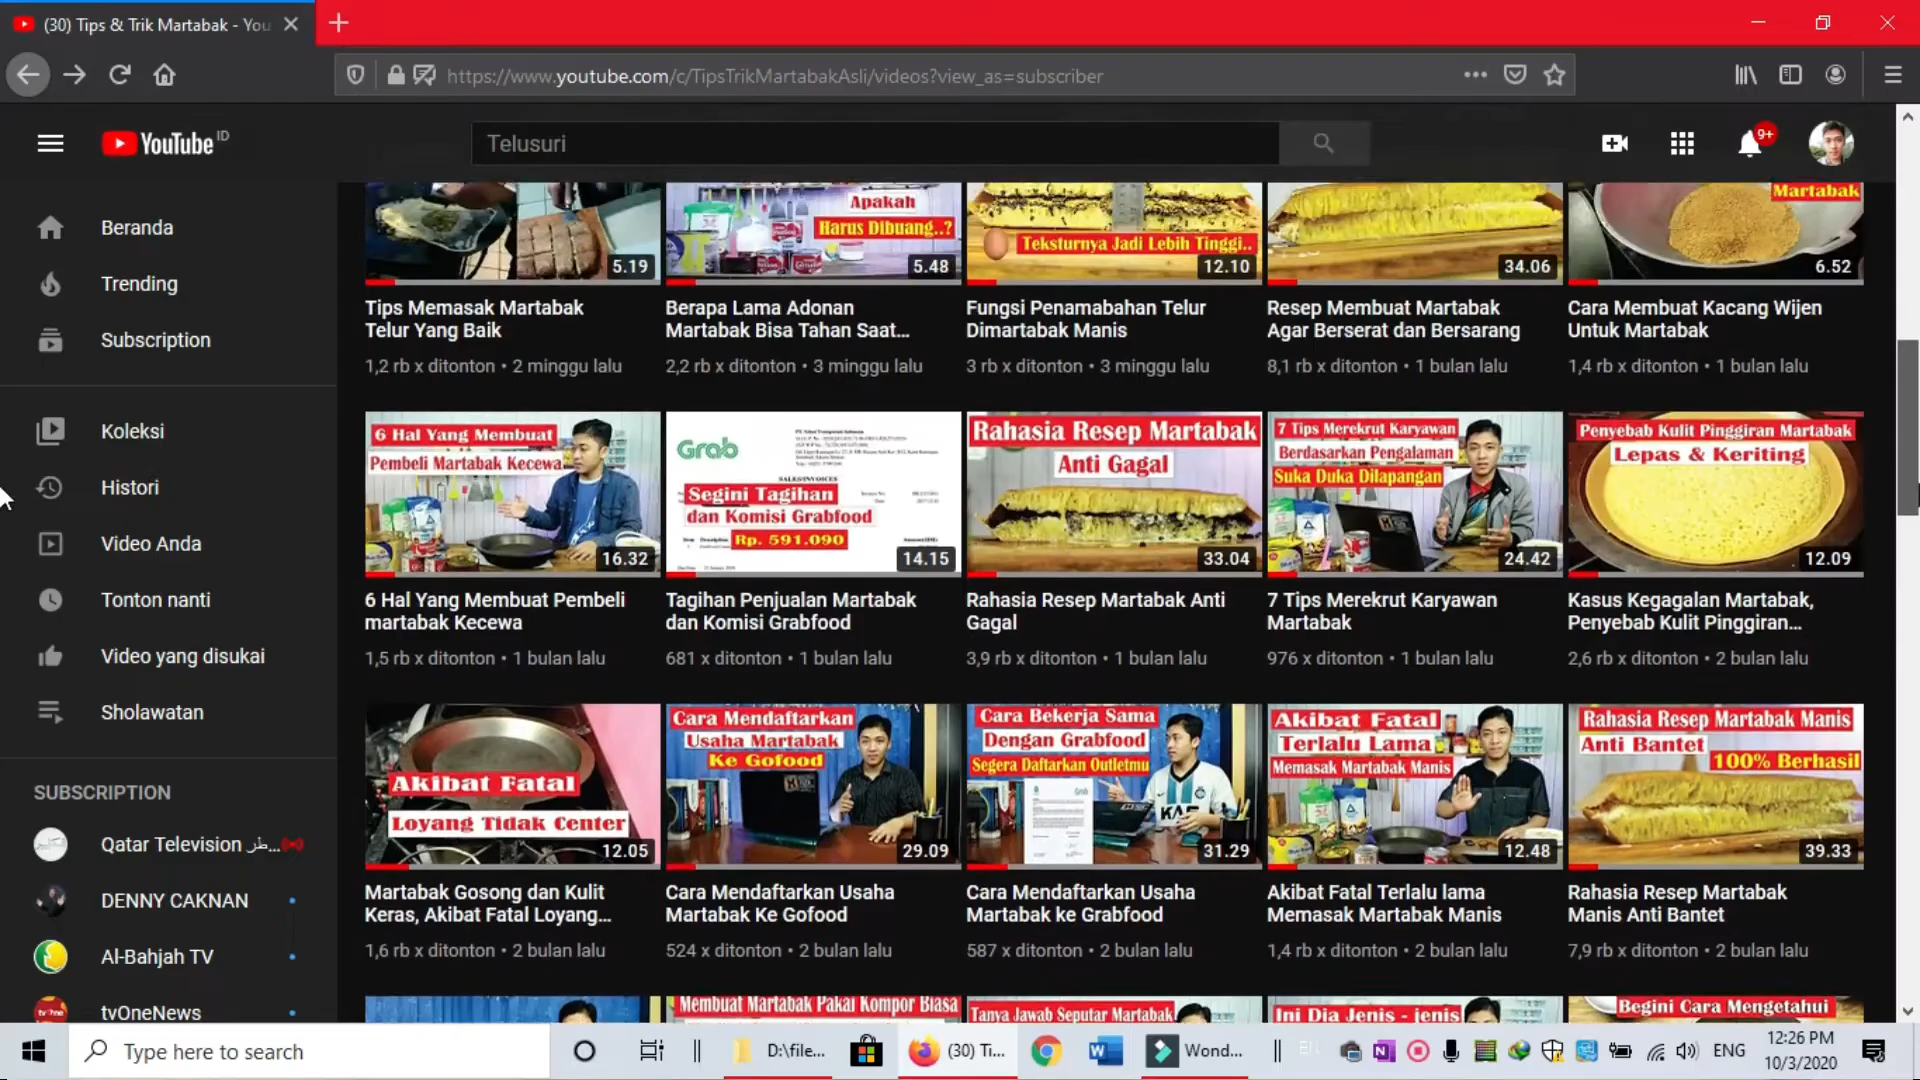 (30) Tips & Trik Martabak - You
https://www.youtube.com/c/TipsTrikMartabakAsli/videos?view_as=subscriber
YouTube ID
Telusuri
9+
Beranda
Trending
Subscription
Koleksi
Histori
Video Anda
Tonton nanti
Video yang disukai
Sholawatan
SUBSCRIPTION
Qatar Television
DENNY CAKNAN
Al-Bahjah TV
tvOneNews
5.19
Tips Memasak Martabak
Telur Yang Baik
1,2 rb x ditonton • 2 minggu lalu
Apakah
Harus Dibuang..?
5.48
Berapa Lama Adonan
Martabak Bisa Tahan Saat...
2,2 rb x ditonton • 3 minggu lalu
Teksturnya Jadi Lebih Tinggi..
12.10
Fungsi Penamabahan Telur
Dimartabak Manis
3 rb x ditonton • 3 minggu lalu
34.06
Resep Membuat Martabak
Agar Berserat dan Bersarang
8,1 rb x ditonton • 1 bulan lalu
Martabak
6.52
Cara Membuat Kacang Wijen
Untuk Martabak
1,4 rb x ditonton • 1 bulan lalu
6 Hal Yang Membuat
Pembeli Martabak Kecewa
16.32
6 Hal Yang Membuat Pembeli
martabak Kecewa
1,5 rb x ditonton • 1 bulan lalu
Grab
SALES INVOICES
Segini Tagihan
dan Komisi Grabfood
Rp. 591.090
14.15
Tagihan Penjualan Martabak
dan Komisi Grabfood
681 x ditonton • 1 bulan lalu
Rahasia Resep Martabak
Anti Gagal
33.04
Rahasia Resep Martabak Anti
Gagal
3,9 rb x ditonton • 1 bulan lalu
7 Tips Merekrut Karyawan
Berdasarkan Pengalaman
Suka Duka Dilapangan
24.42
7 Tips Merekrut Karyawan
Martabak
976 x ditonton • 1 bulan lalu
Penyebab Kulit Pinggiran Martabak
Lepas & Keriting
12.09
Kasus Kegagalan Martabak,
Penyebab Kulit Pinggiran...
2,6 rb x ditonton • 2 bulan lalu
Akibat Fatal
Loyang Tidak Center
12.05
Martabak Gosong dan Kulit
Keras, Akibat Fatal Loyang...
1,6 rb x ditonton • 2 bulan lalu
Cara Mendaftarkan
Usaha Martabak
Ke Gofood
29.09
Cara Mendaftarkan Usaha
Martabak Ke Gofood
524 x ditonton • 2 bulan lalu
Cara Bekerja Sama
Dengan Grabfood
Segera Daftarkan Outletmu
31.29
Cara Mendaftarkan Usaha
Martabak ke Grabfood
587 x ditonton • 2 bulan lalu
Akibat Fatal
Terlalu Lama
Memasak Martabak Manis
12.48
Akibat Fatal Terlalu lama
Memasak Martabak Manis
1,4 rb x ditonton • 2 bulan lalu
Rahasia Resep Martabak Manis
Anti Bantet
100% Berhasil
39.33
Rahasia Resep Martabak
Manis Anti Bantet
7,9 rb x ditonton • 2 bulan lalu
Membuat Martabak Pakai Kompor Biasa
Tanya Jawab Seputar Martabak
Ini Dia Jenis - jenis
Begini Cara Mengetahui
Type here to search
D:\file...
(30) Ti...
Wond...
ENG
12:26 PM
10/3/2020